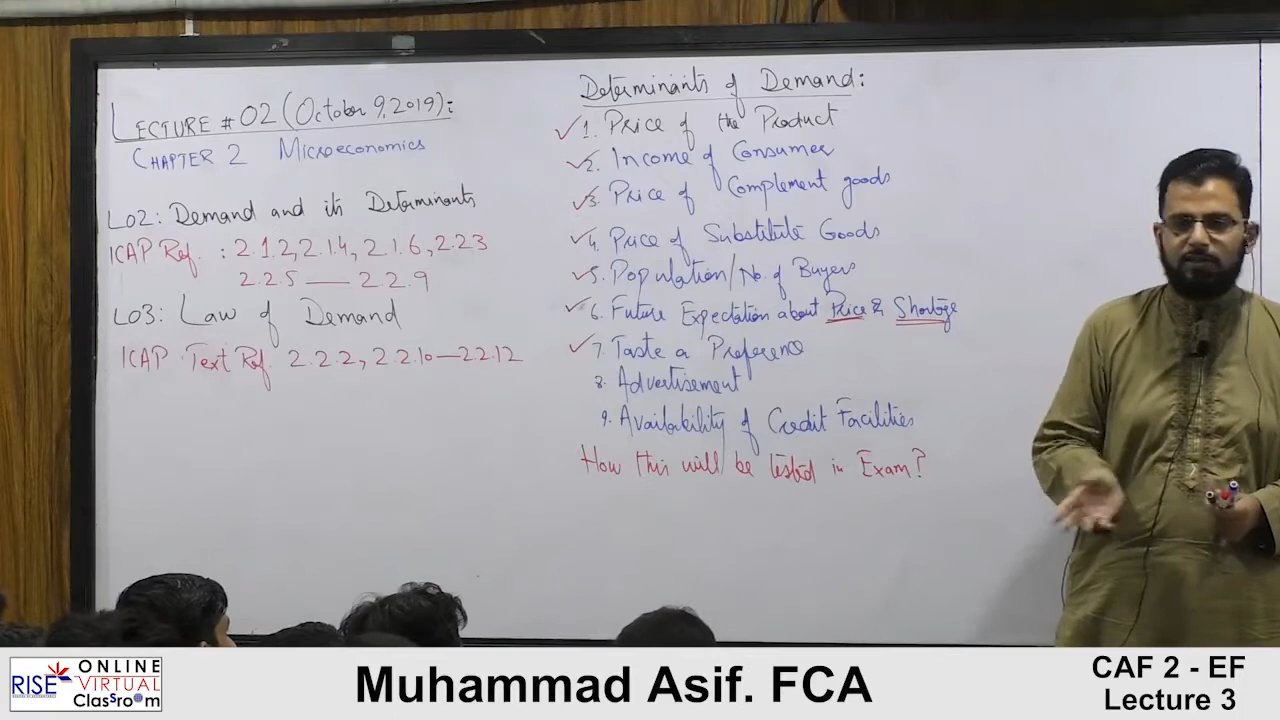 LECTURE # 02 (October 9, 2019):
CHAPTER 2 Microeconomics
LO2: Demand and its Determinants
ICAP Ref. : 2.1.2, 2.1.4, 2.1.6, 2.2.3
2.2.5 — 2.2.9
LO3: Law of Demand
ICAP Text Ref. 2.2.2, 2.2.10 — 2.2.12
Determinants of Demand:
✓1. Price of the Product
✓2. Income of Consumer
✓3. Price of Complement goods
✓4. Price of Substitute Goods
✓5. Population/No. of Buyers
✓6. Future Expectation about Price & Shortage
✓7. Taste a Preference
8. Advertisement
9. Availability of Credit Facilities
How this will be tested in Exam?
RISE
ONLINE
VIRTUAL
Classroom
Muhammad Asif. FCA
CAF 2 - EF
Lecture 3